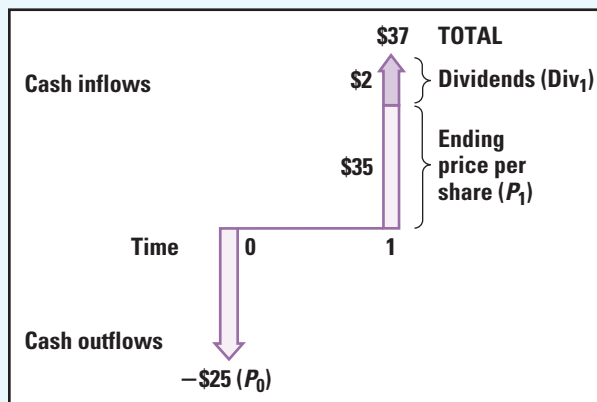 $37 TOTAL
Cash inflows
$2
Dividends (Div₁)
Ending
price per
share (P₁)
$35
Time 0 1
Cash outflows
−$25 (P₀)